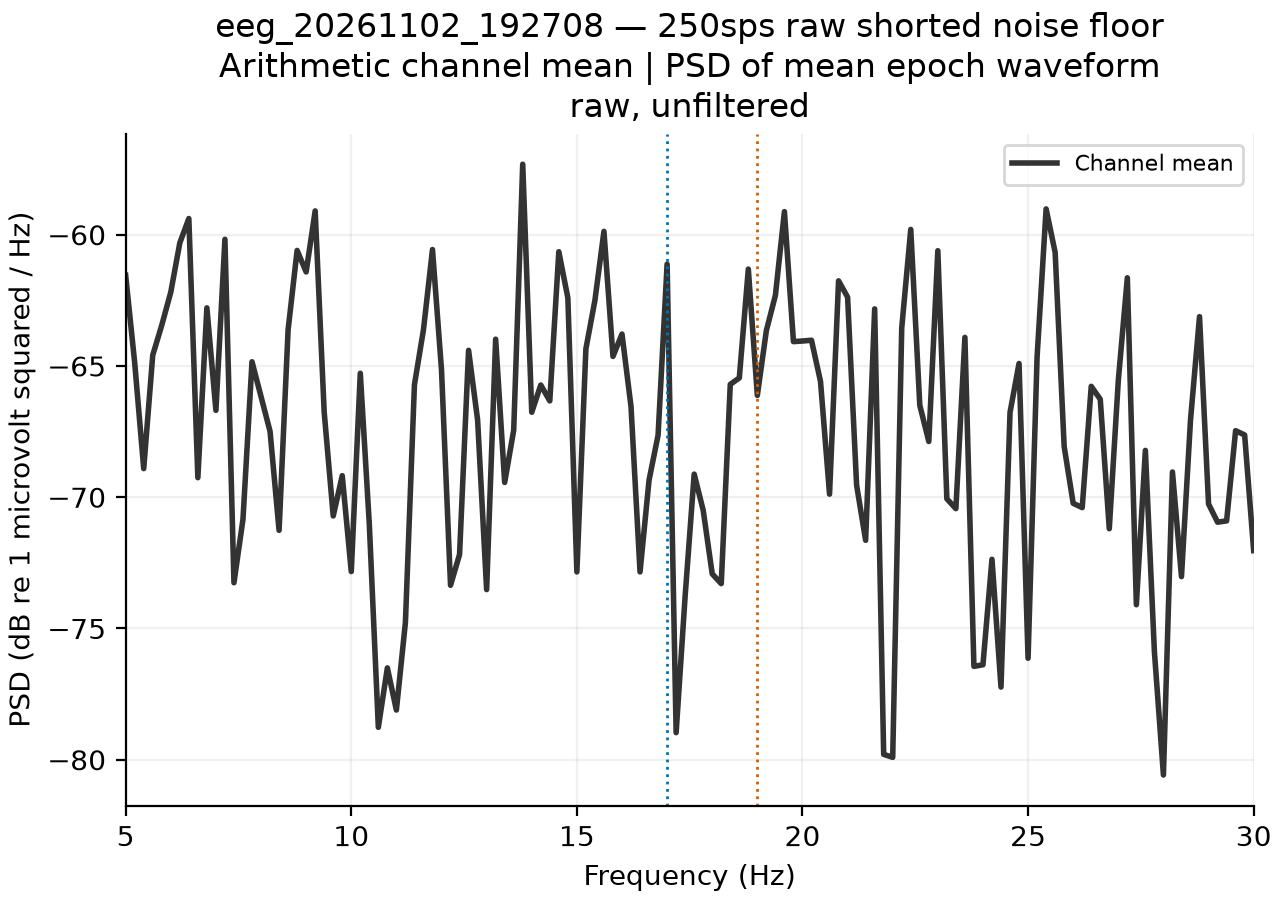 eeg_20261102_192708 — 250sps raw shorted noise floor
Arithmetic channel mean | PSD of mean epoch waveform
raw, unfiltered
Channel mean
PSD (dB re 1 microvolt squared / Hz)
−60
−65
−70
−75
−80
5
10
15
20
25
30
Frequency (Hz)